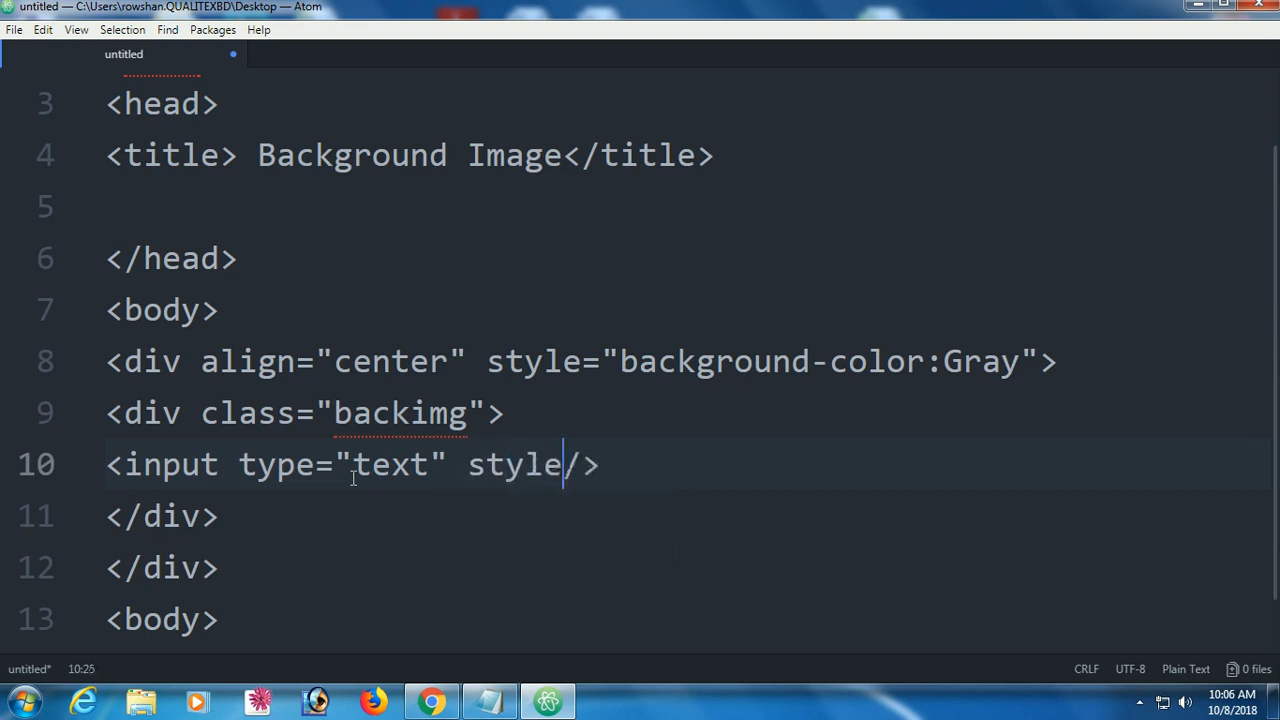 untitled — C:\Users\rowshan.QUALITEXBD\Desktop — Atom
File Edit View Selection Find Packages Help
untitled
3 <head>
4 <title> Background Image</title>
5
6 </head>
7 <body>
8 <div align="center" style="background-color:Gray">
9 <div class="backimg">
10 <input type="text" style/>
11 </div>
12 </div>
13 <body>
untitled* 10:25 CRLF UTF-8 Plain Text 0 files
10:06 AM
10/8/2018